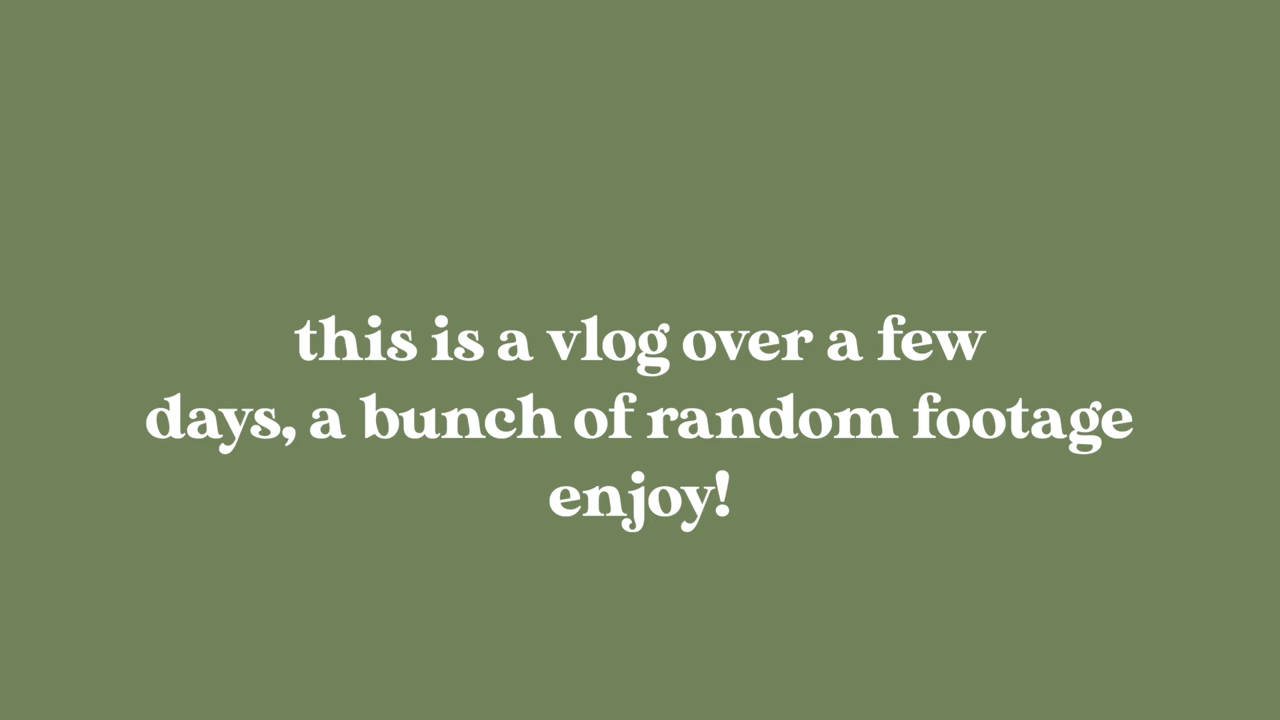 this is a vlog over a few
days, a bunch of random footage
enjoy!